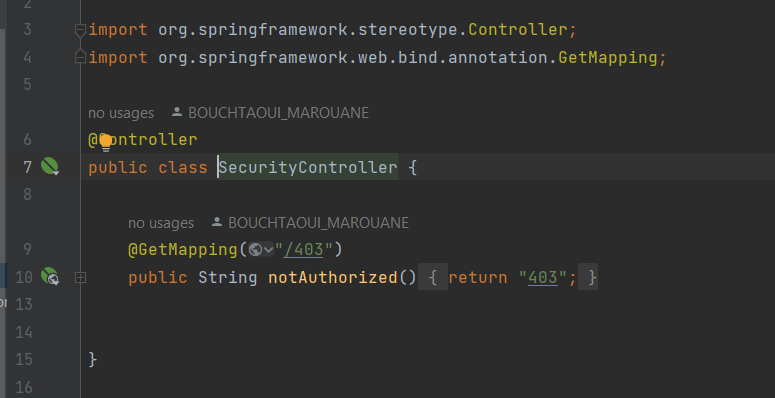 2
3 import org.springframework.stereotype.Controller;
4 import org.springframework.web.bind.annotation.GetMapping;
5
no usages BOUCHTAOUI_MAROUANE
6 @Controller
7 public class SecurityController {
8
no usages BOUCHTAOUI_MAROUANE
9 @GetMapping("/403")
10 public String notAuthorized() { return "403"; }
13
14
15 }
16